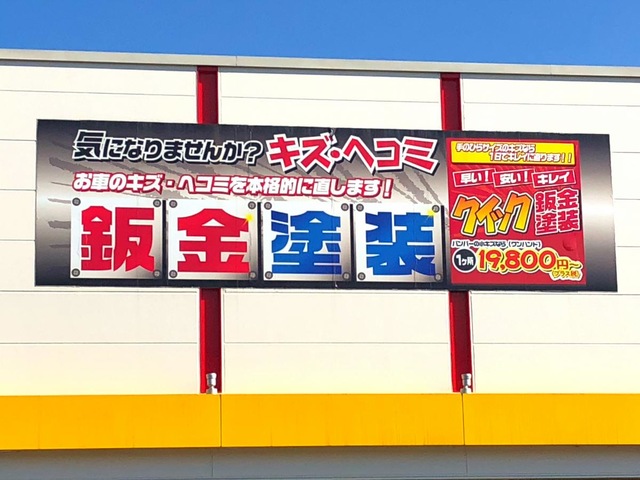 気になりませんか?キズ・ヘコミ
お車のキズ・ヘコミを本格的に直します!
鈑金塗装
手のひらサイズのキズなら
1日でキレイに直ります!!
早い! 安い! キレイ
クイック鈑金塗装
バンパーの小キズなら(ワンハンド)
1ヶ所 19,800円~
(プラス税)